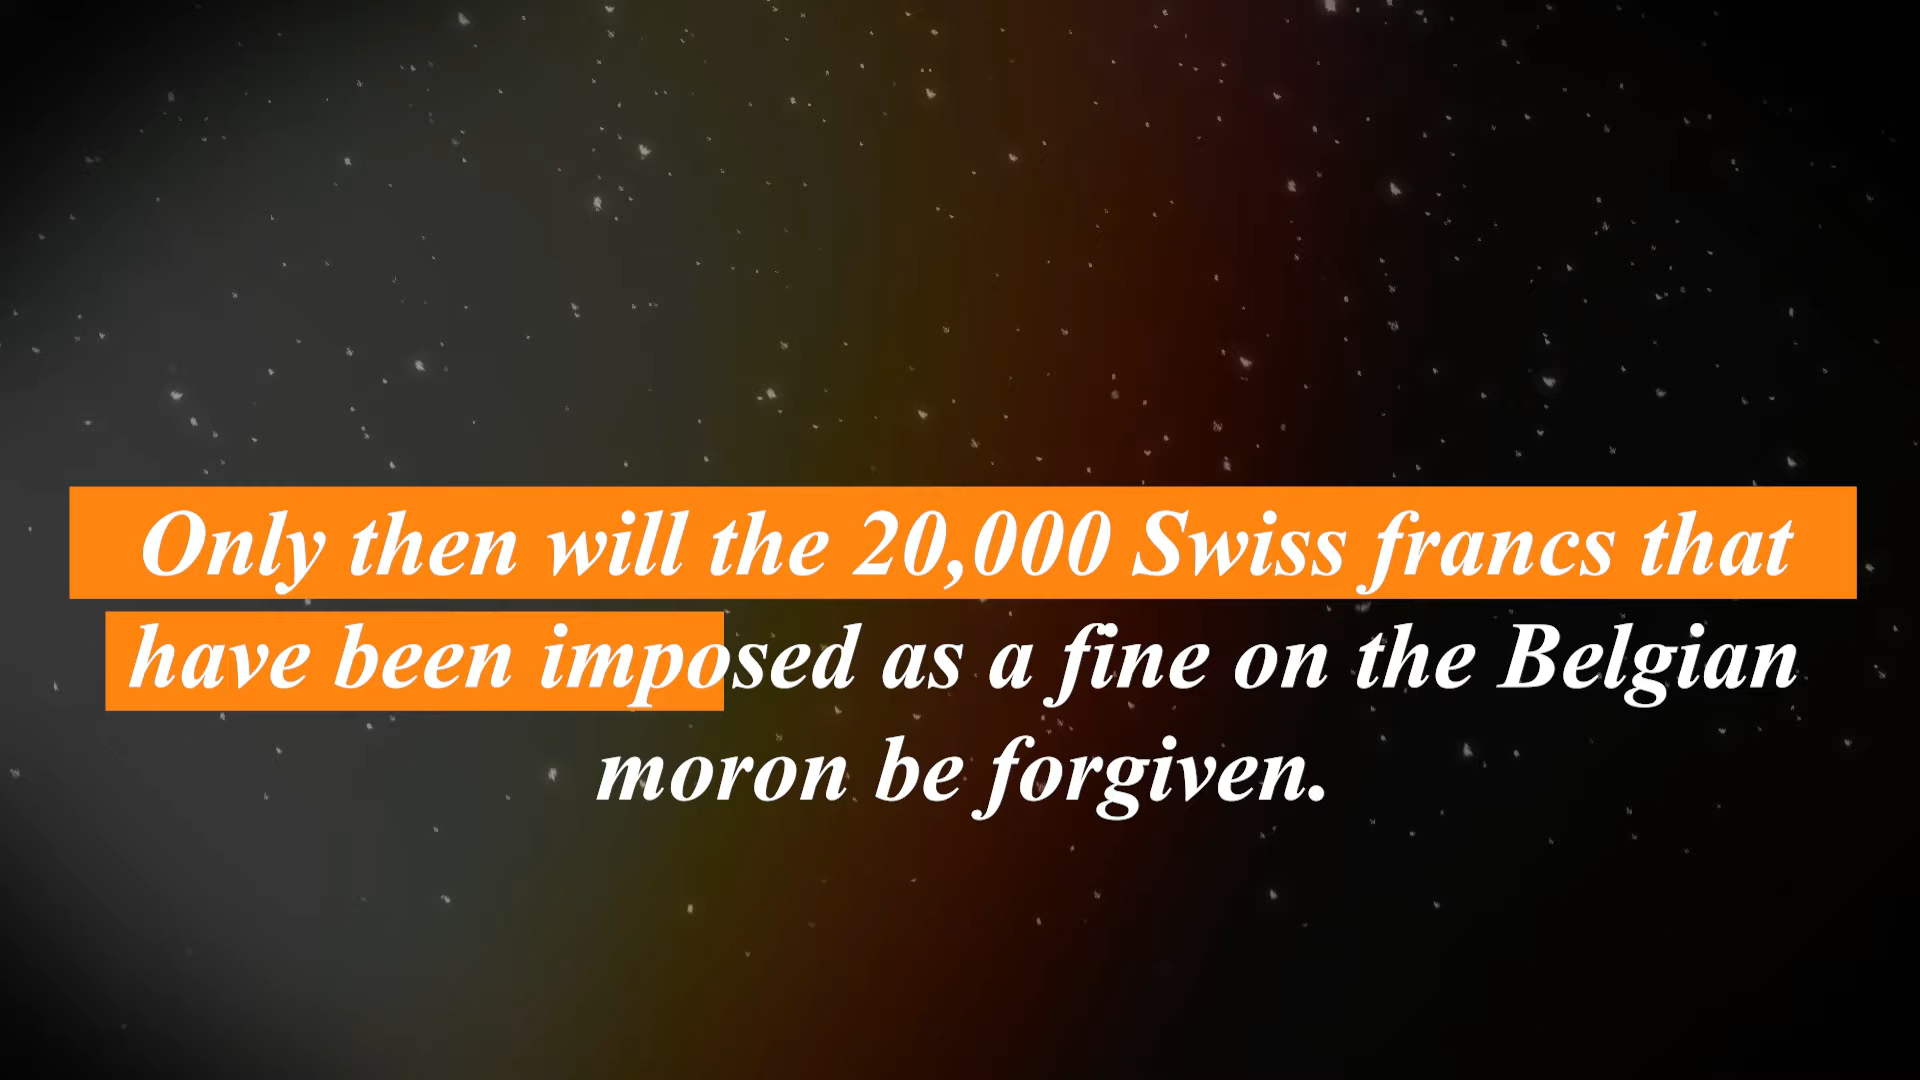 Only then will the 20,000 Swiss francs that
have been imposed as a fine on the Belgian
moron be forgiven.